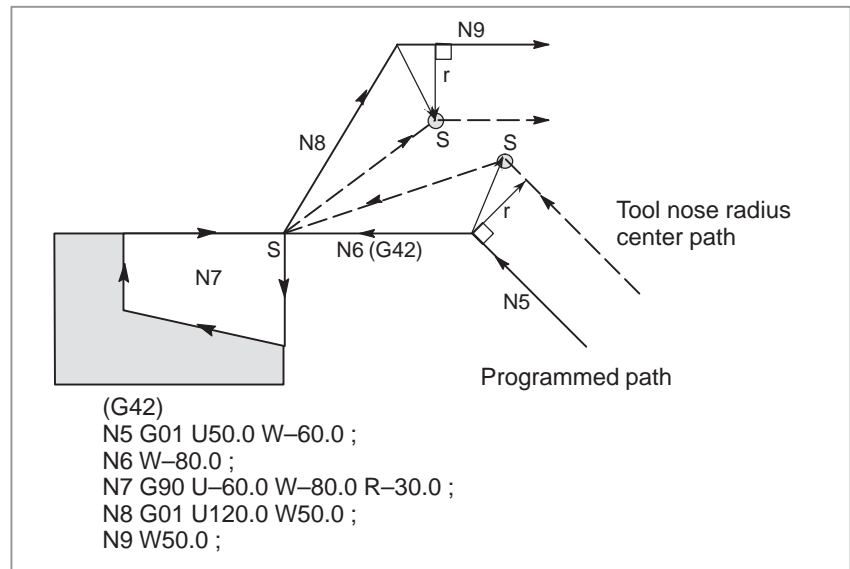 N9
r
N8
S
S
r
Tool nose radius
center path
S
N6 (G42)
N7
N5
Programmed path
(G42)
N5 G01 U50.0 W–60.0 ;
N6 W–80.0 ;
N7 G90 U–60.0 W–80.0 R–30.0 ;
N8 G01 U120.0 W50.0 ;
N9 W50.0 ;